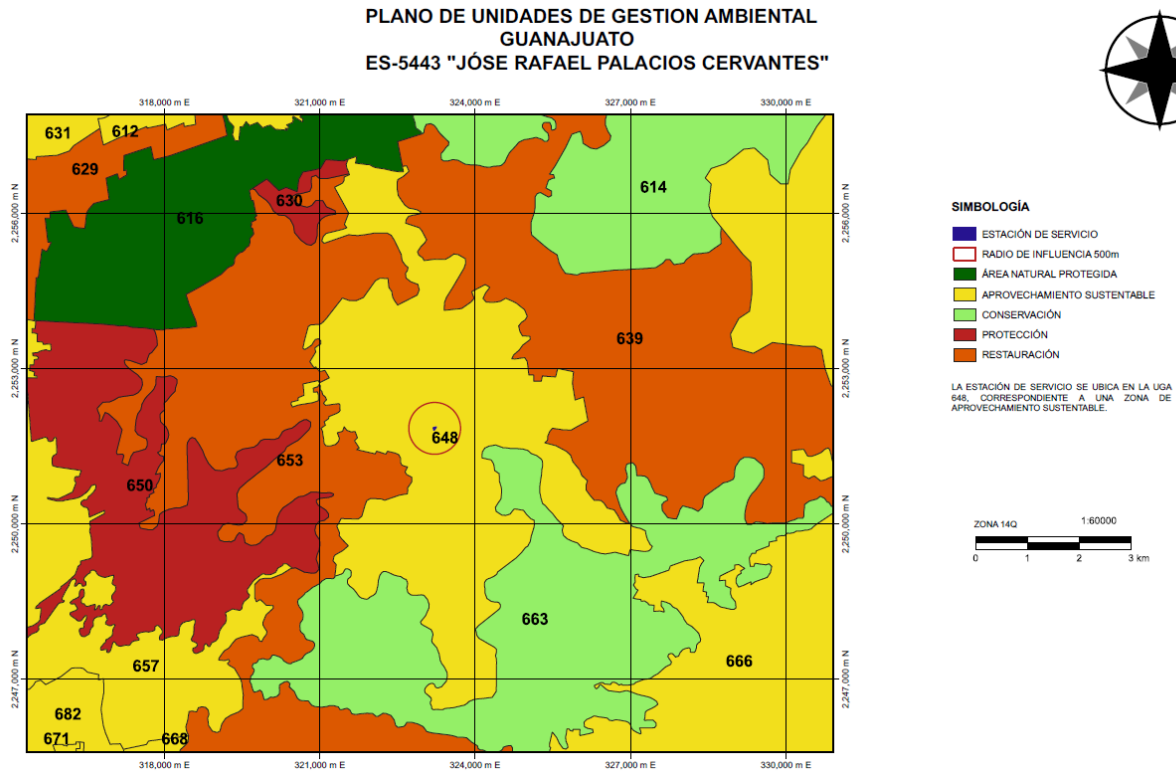 PLANO DE UNIDADES DE GESTION AMBIENTAL
GUANAJUATO
ES-5443 "JÓSE RAFAEL PALACIOS CERVANTES"
318,000 m E
321,000 m E
324,000 m E
327,000 m E
330,000 m E
631
612
629
630
616
614
2,256,000 m N
2,256,000 m N
639
2,253,000 m N
2,253,000 m N
648
653
650
2,250,000 m N
2,250,000 m N
663
657
666
2,247,000 m N
2,247,000 m N
682
671
668
318,000 m E
321,000 m E
324,000 m E
327,000 m E
330,000 m E
SIMBOLOGÍA
ESTACIÓN DE SERVICIO
RADIO DE INFLUENCIA 500m
ÁREA NATURAL PROTEGIDA
APROVECHAMIENTO SUSTENTABLE
CONSERVACIÓN
PROTECCIÓN
RESTAURACIÓN
LA ESTACIÓN DE SERVICIO SE UBICA EN LA UGA
648, CORRESPONDIENTE A UNA ZONA DE
APROVECHAMIENTO SUSTENTABLE.
ZONA 14Q
1:60000
0 1 2 3 km